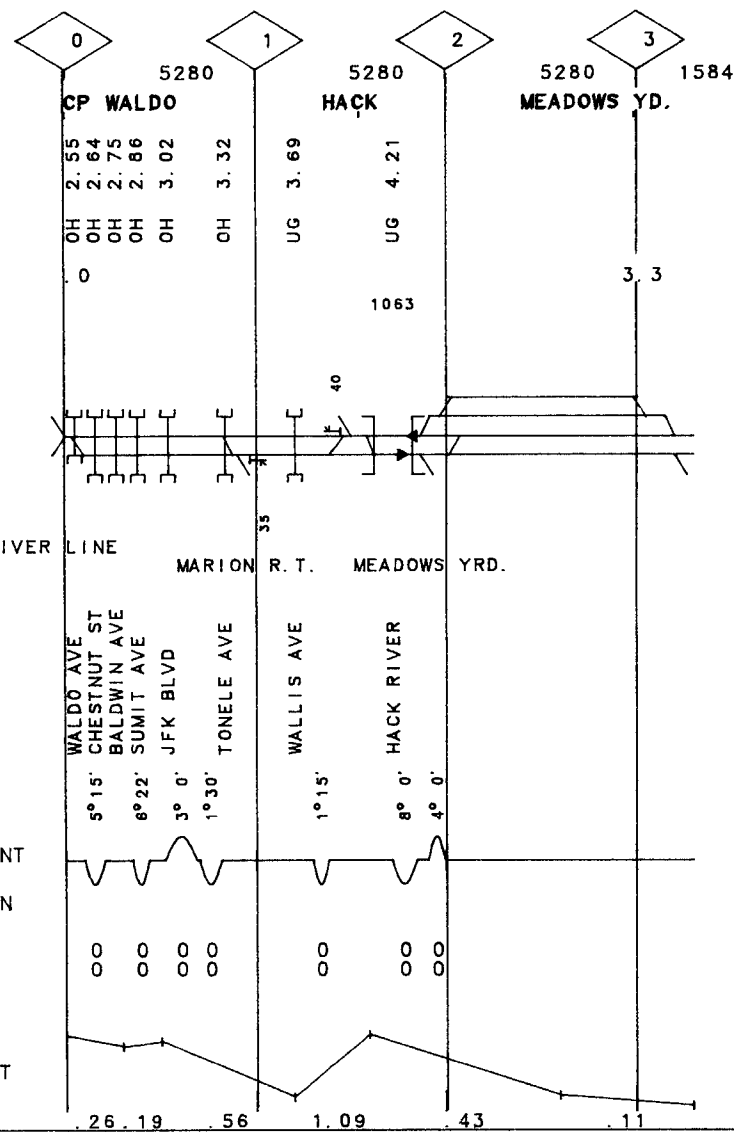 0 1 2 3
5280 5280 5280 1584
CP WALDO HACK MEADOWS YD.
OH 2.55
OH 2.64
OH 2.75
OH 2.86
OH 3.02
OH 3.32
UG 3.69
UG 4.21
.0 3.3
1063
40
35
IVER LINE
MARION R.T. MEADOWS YRD.
WALDO AVE
CHESTNUT ST
BALDWIN AVE
SUMIT AVE
JFK BLVD
TONELE AVE
WALLIS AVE
HACK RIVER
5°15' 6°22' 3° 0' 1°30' 1°15' 8° 0' 4° 0'
NT
N
0 0 0 0 0 0 0
0 0 0 0 0 0 0
T
.26 .19 .56 1.09 .43 .11